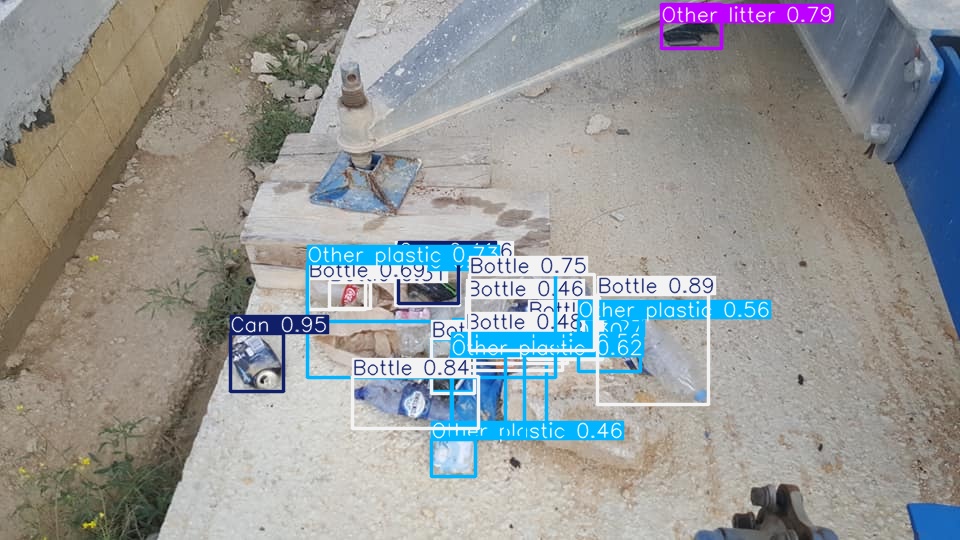 Other litter 0.79
Other plastic 0.73
Bottle 0.75
Bottle 0.69
Bottle 0.46
Bottle 0.89
Other plastic 0.56
Can 0.95
Bottle 0.48
Other plastic 0.62
Bottle 0.84
Other plastic 0.46